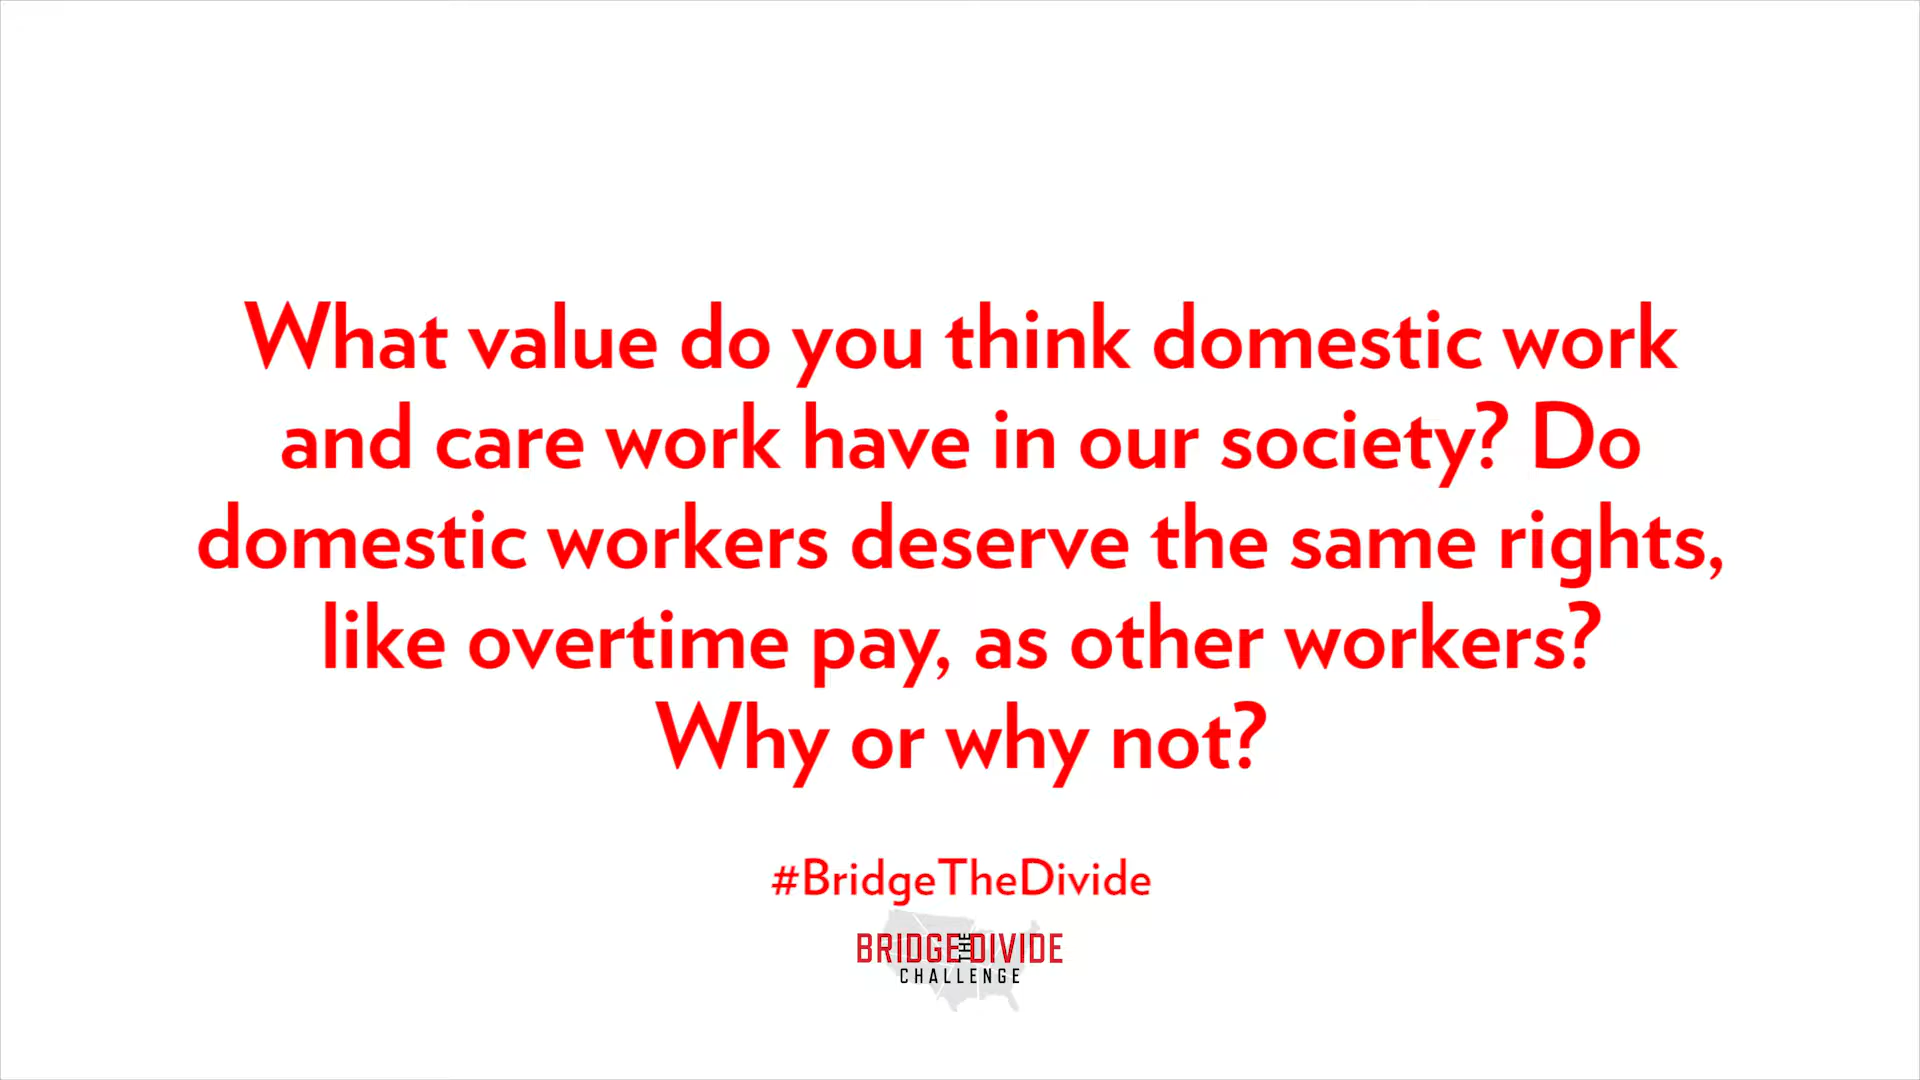 What value do you think domestic work
and care work have in our society? Do
domestic workers deserve the same rights,
like overtime pay, as other workers?
Why or why not?
#BridgeTheDivide
BRIDGE THE DIVIDE
CHALLENGE